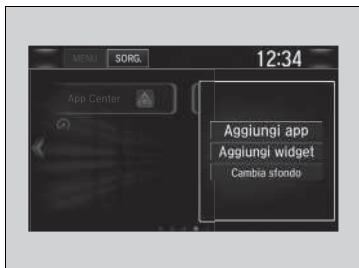 MENU SORG. 12:34
App Center
Aggiungi app
Aggiungi widget
Cambia sfondo